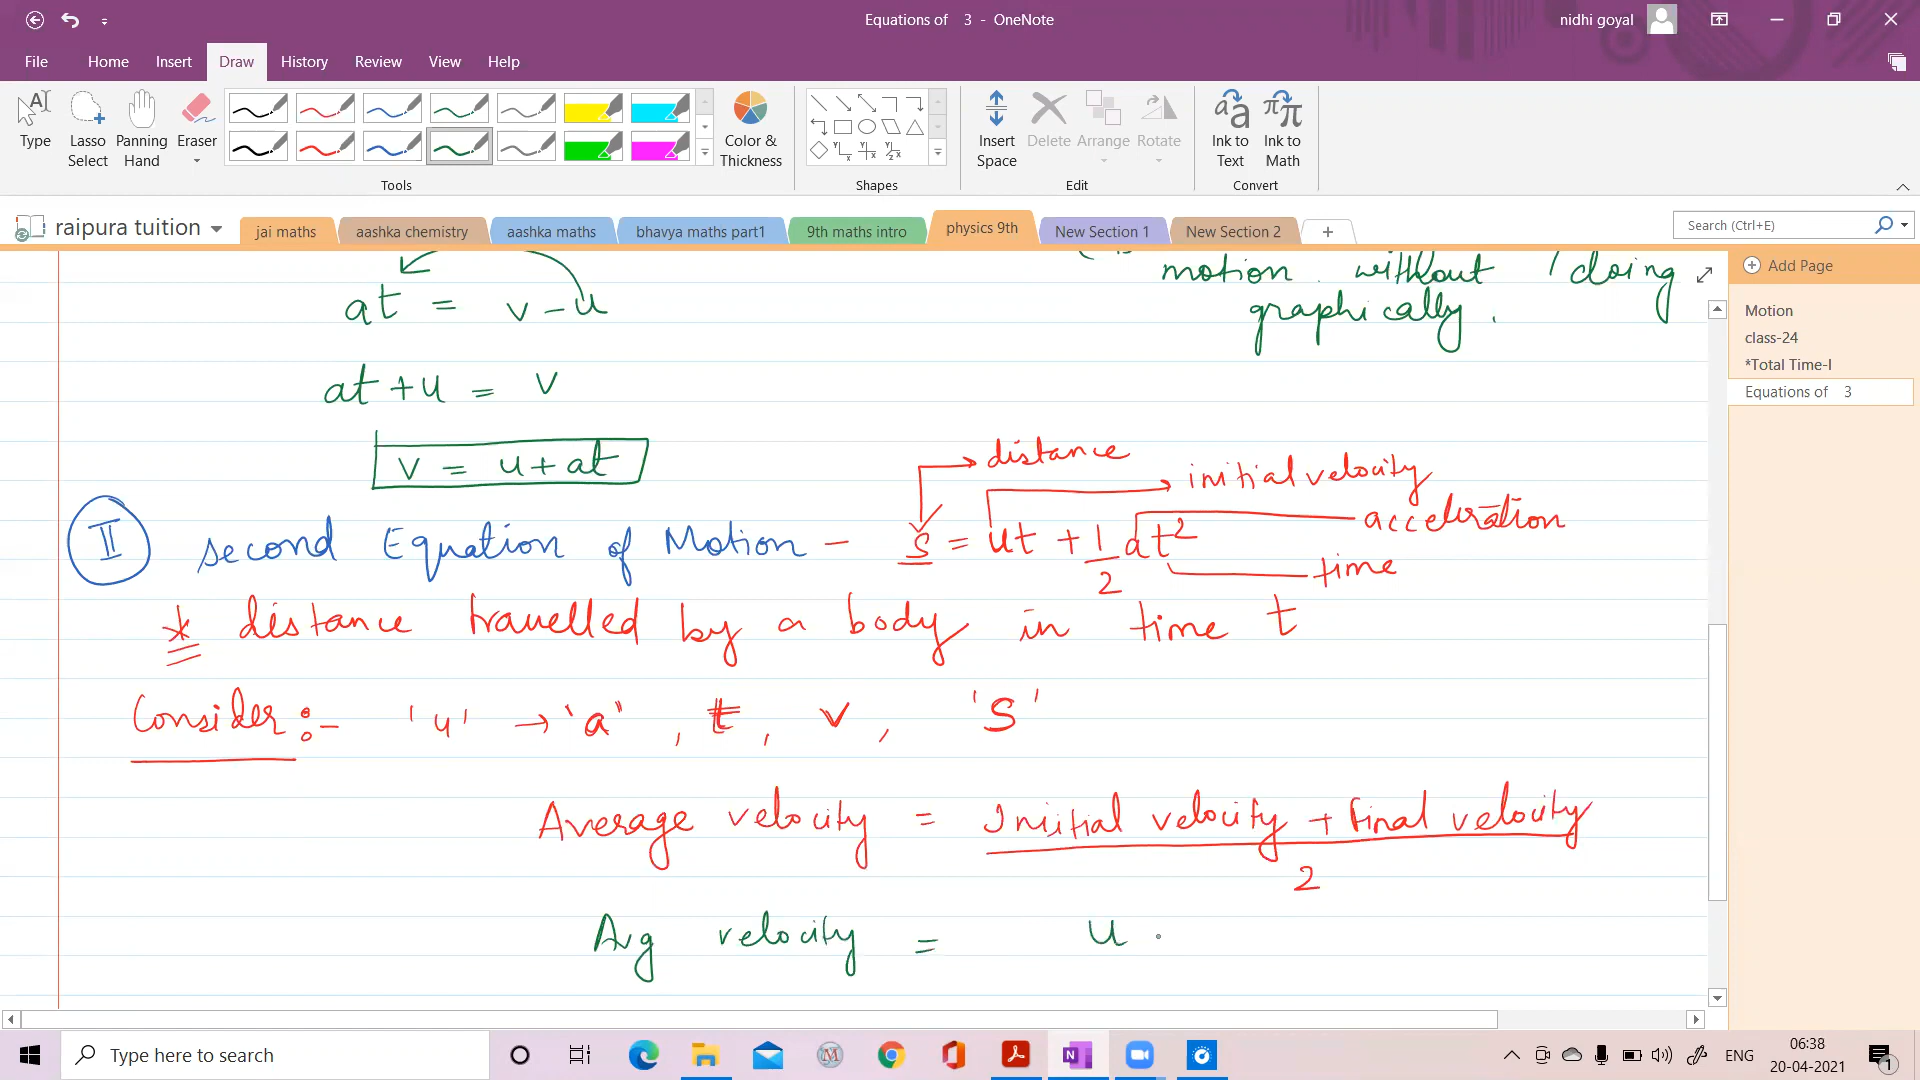 Equations of 3 - OneNote
nidhi goyal
File Home Insert Draw History Review View Help
Type
Lasso Select
Panning Hand
Eraser
Color & Thickness
Insert Space
Delete
Arrange
Rotate
Ink to Text
Ink to Math
Tools
Shapes
Edit
Convert
raipura tuition
jai maths
aashka chemistry
aashka maths
bhavya maths part1
9th maths intro
physics 9th
New Section 1
New Section 2
Search (Ctrl+E)
Add Page
Motion
class-24
*Total Time-I
Equations of 3
motion without doing
graphically.
at = v - u
at + u = v
v = u + at
distance
initial velocity
acceleration
II second Equation of Motion - S = ut + 1/2 at²
time
* distance travelled by a body in time t
Consider :- 'u' → 'a', t, v, 'S'
Average velocity = Initial velocity + Final velocity
2
Avg velocity = u
Type here to search
ENG
06:38
20-04-2021
1